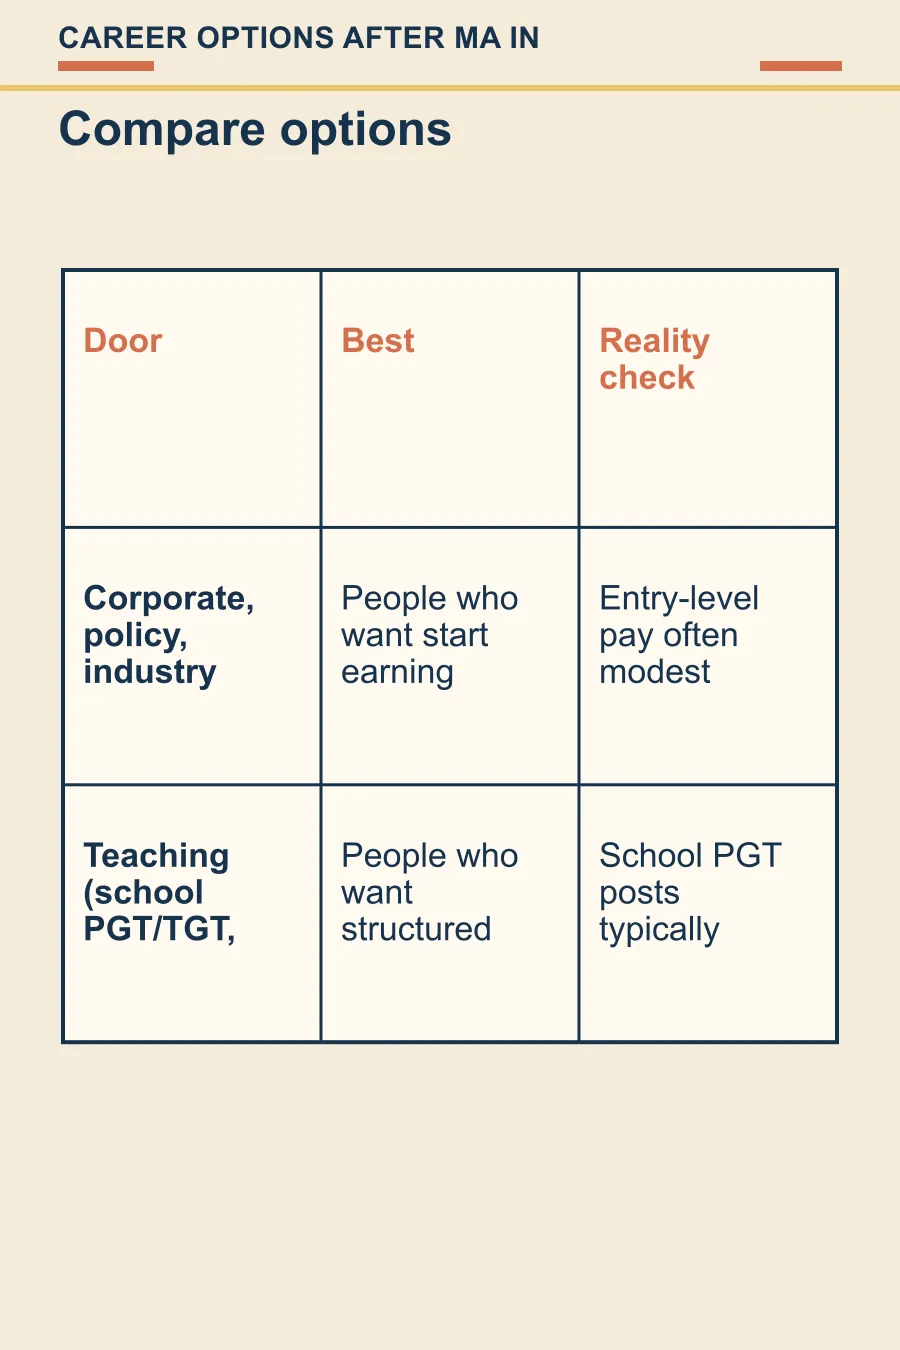 CAREER OPTIONS AFTER MA IN
Compare options
Door
Best
Reality
check
Corporate,
policy,
industry
People who
want start
earning
Entry-level
pay often
modest
Teaching
(school
PGT/TGT,
People who
want
structured
School PGT
posts
typically